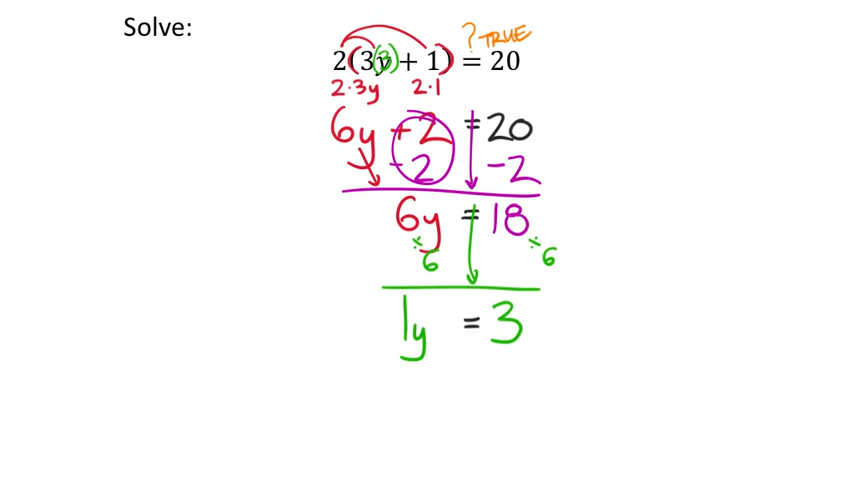 Solve:
? TRUE
2(3y(3) + 1) = 20
2·3y 2·1
6y + 2 = 20
- 2 - 2
6y = 18
÷6 ÷6
1y = 3